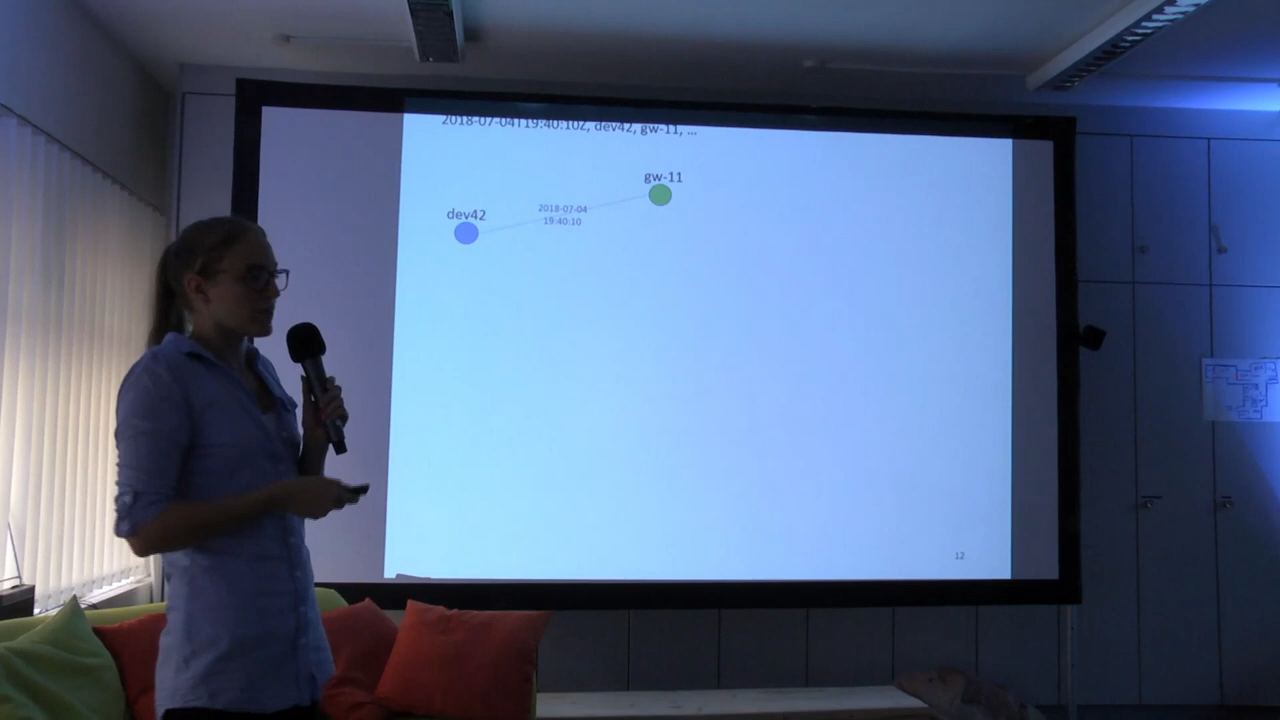 2018-07-04T19:40:10Z, dev42, gw-11, ...
gw-11
dev42
2018-07-04
19:40:10
12